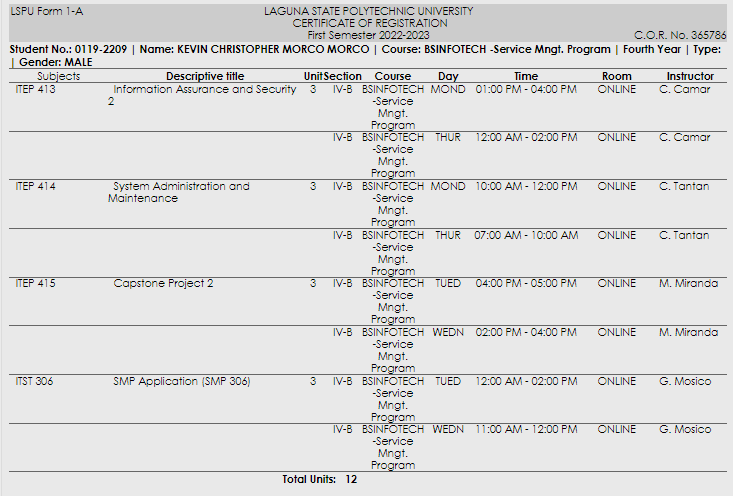 LSPU Form 1-A LAGUNA STATE POLYTECHNIC UNIVERSITY
CERTIFICATE OF REGISTRATION
First Semester 2022-2023 C.O.R. No. 365786
Student No.: 0119-2209 | Name: KEVIN CHRISTOPHER MORCO MORCO | Course: BSINFOTECH -Service Mngt. Program | Fourth Year | Type:
| Gender: MALE
Subjects Descriptive title Unit Section Course Day Time Room Instructor
ITEP 413 Information Assurance and Security 3 IV-B BSINFOTECH MOND 01:00 PM - 04:00 PM ONLINE C. Camar
2 -Service
Mngt.
Program
IV-B BSINFOTECH THUR 12:00 AM - 02:00 PM ONLINE C. Camar
-Service
Mngt.
Program
ITEP 414 System Administration and 3 IV-B BSINFOTECH MOND 10:00 AM - 12:00 PM ONLINE C. Tantan
Maintenance -Service
Mngt.
Program
IV-B BSINFOTECH THUR 07:00 AM - 10:00 AM ONLINE C. Tantan
-Service
Mngt.
Program
ITEP 415 Capstone Project 2 3 IV-B BSINFOTECH TUED 04:00 PM - 05:00 PM ONLINE M. Miranda
-Service
Mngt.
Program
IV-B BSINFOTECH WEDN 02:00 PM - 04:00 PM ONLINE M. Miranda
-Service
Mngt.
Program
ITST 306 SMP Application (SMP 306) 3 IV-B BSINFOTECH TUED 12:00 AM - 02:00 PM ONLINE G. Mosico
-Service
Mngt.
Program
IV-B BSINFOTECH WEDN 11:00 AM - 12:00 PM ONLINE G. Mosico
-Service
Mngt.
Program
Total Units: 12